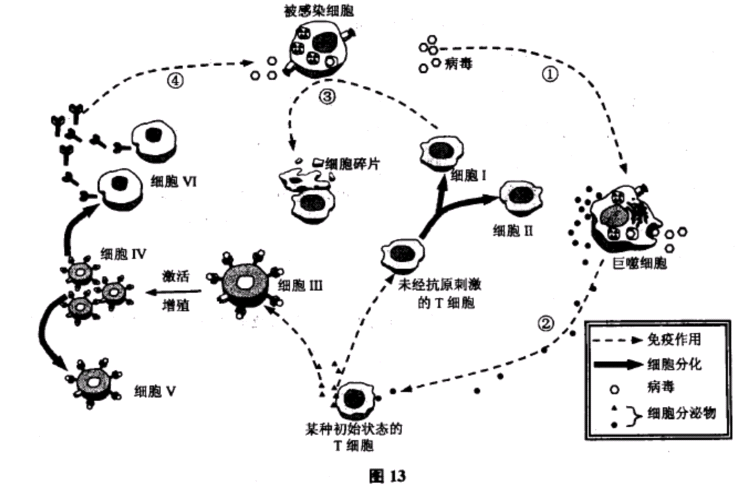 被感染细胞
病毒
①
④
③
细胞碎片
细胞 I
细胞 VI
细胞 II
巨噬细胞
细胞 IV
未经抗原刺激
的 T 细胞
激活
增殖
细胞 III
②
细胞 V
某种初始状态的
T 细胞
免疫作用
细胞分化
病毒
细胞分泌物
图 13